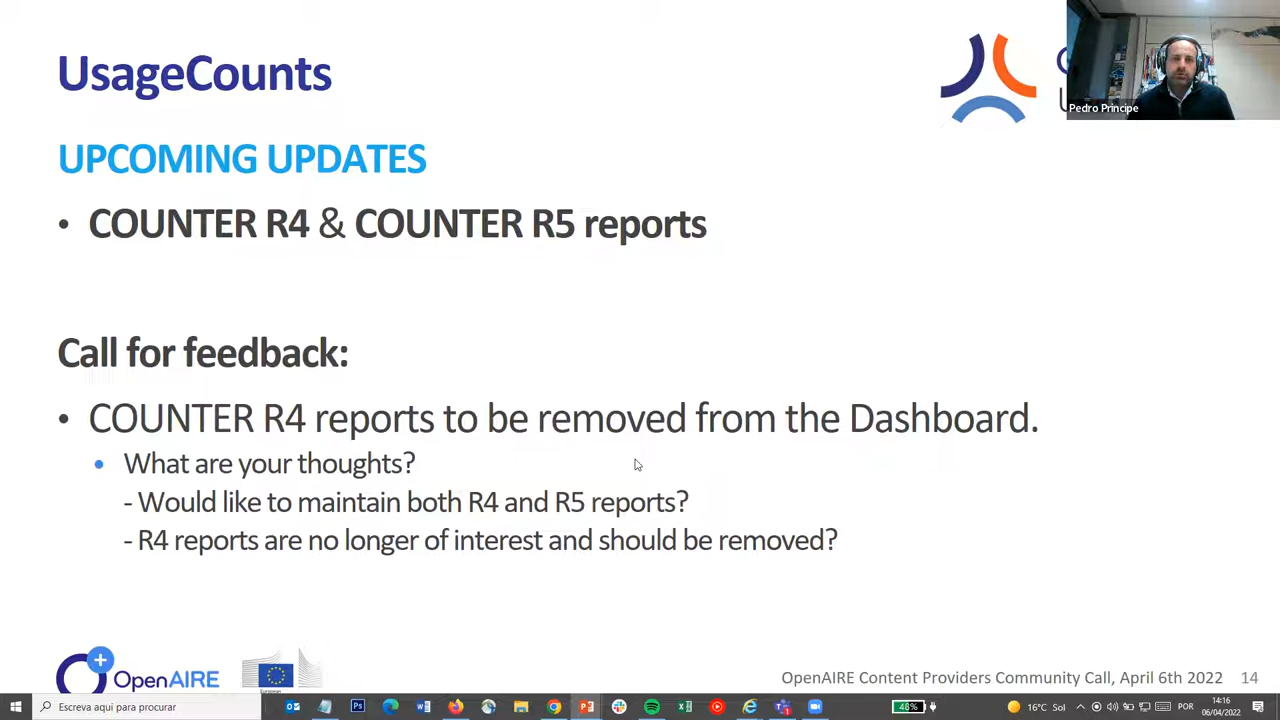 UsageCounts
Pedro Principe
UPCOMING UPDATES
• COUNTER R4 & COUNTER R5 reports
Call for feedback:
• COUNTER R4 reports to be removed from the Dashboard.
• What are your thoughts?
- Would like to maintain both R4 and R5 reports?
- R4 reports are no longer of interest and should be removed?
OpenAIRE
European
OpenAIRE Content Providers Community Call, April 6th 2022 14
Escreva aqui para procurar
48%
16°C Sol
POR
14:16
06/04/2022